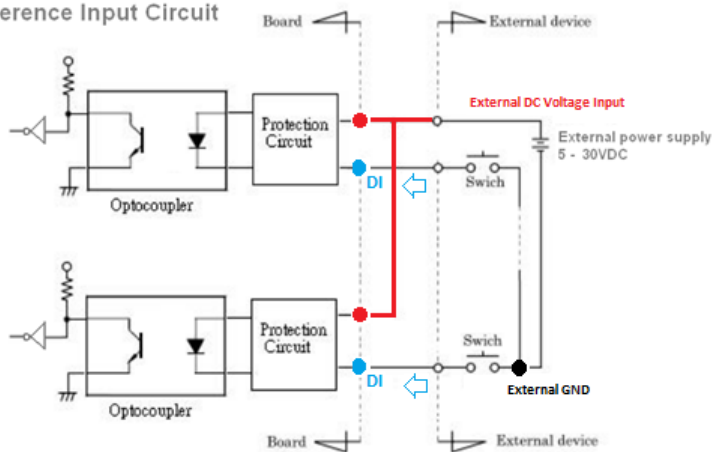 erence Input Circuit
Board
External device
External DC Voltage Input
Protection
Circuit
External power supply
5 - 30VDC
DI
Swich
Optocoupler
Protection
Circuit
Swich
DI
External GND
Optocoupler
Board
External device